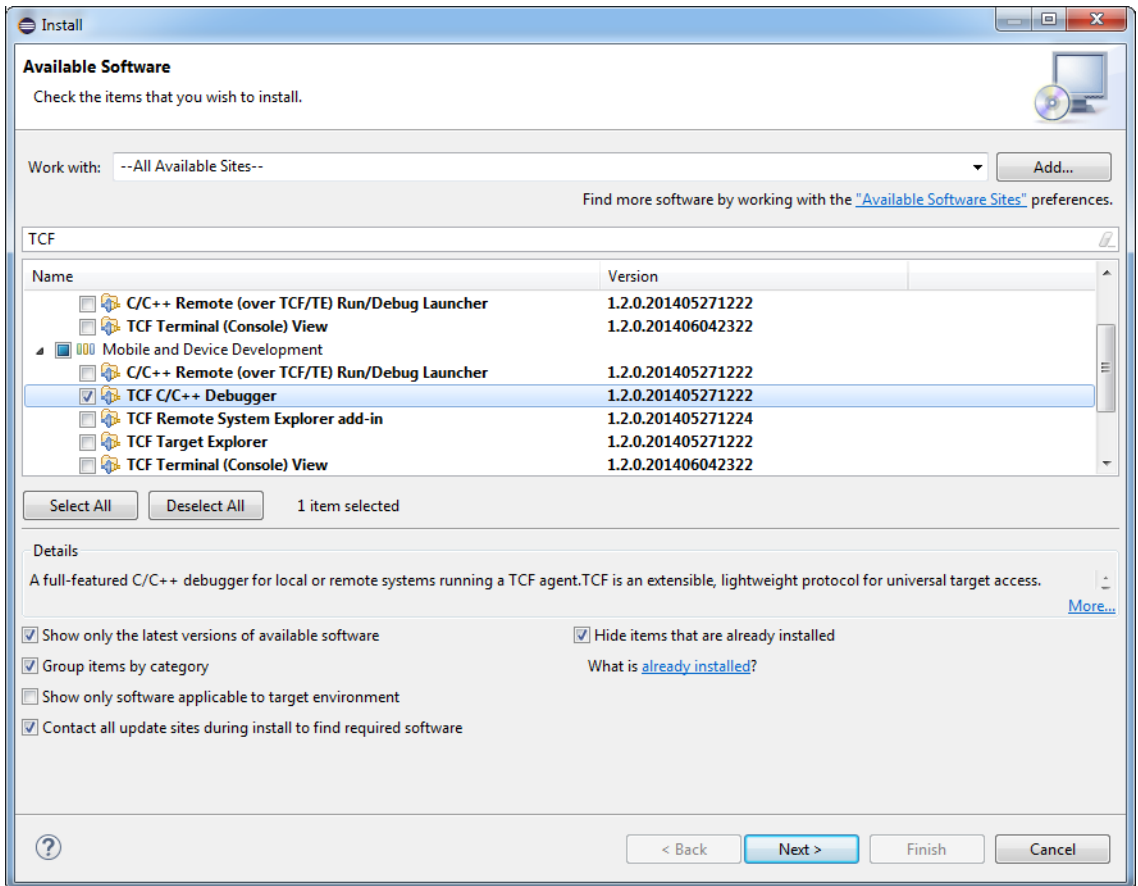 Install
Available Software
Check the items that you wish to install.
Work with: --All Available Sites-- Add...
Find more software by working with the "Available Software Sites" preferences.
TCF
Name Version
C/C++ Remote (over TCF/TE) Run/Debug Launcher 1.2.0.201405271222
TCF Terminal (Console) View 1.2.0.201406042322
Mobile and Device Development
C/C++ Remote (over TCF/TE) Run/Debug Launcher 1.2.0.201405271222
TCF C/C++ Debugger 1.2.0.201405271222
TCF Remote System Explorer add-in 1.2.0.201405271224
TCF Target Explorer 1.2.0.201405271222
TCF Terminal (Console) View 1.2.0.201406042322
Select All Deselect All 1 item selected
Details
A full-featured C/C++ debugger for local or remote systems running a TCF agent.TCF is an extensible, lightweight protocol for universal target access.
More...
Show only the latest versions of available software Hide items that are already installed
Group items by category What is already installed?
Show only software applicable to target environment
Contact all update sites during install to find required software
? < Back Next > Finish Cancel